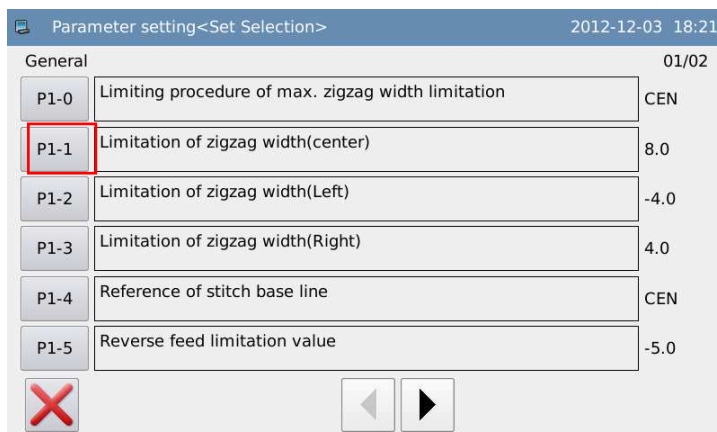 Parameter setting<Set Selection> 2012-12-03 18:21
General 01/02
P1-0 Limiting procedure of max. zigzag width limitation CEN
P1-1 Limitation of zigzag width(center) 8.0
P1-2 Limitation of zigzag width(Left) -4.0
P1-3 Limitation of zigzag width(Right) 4.0
P1-4 Reference of stitch base line CEN
P1-5 Reverse feed limitation value -5.0